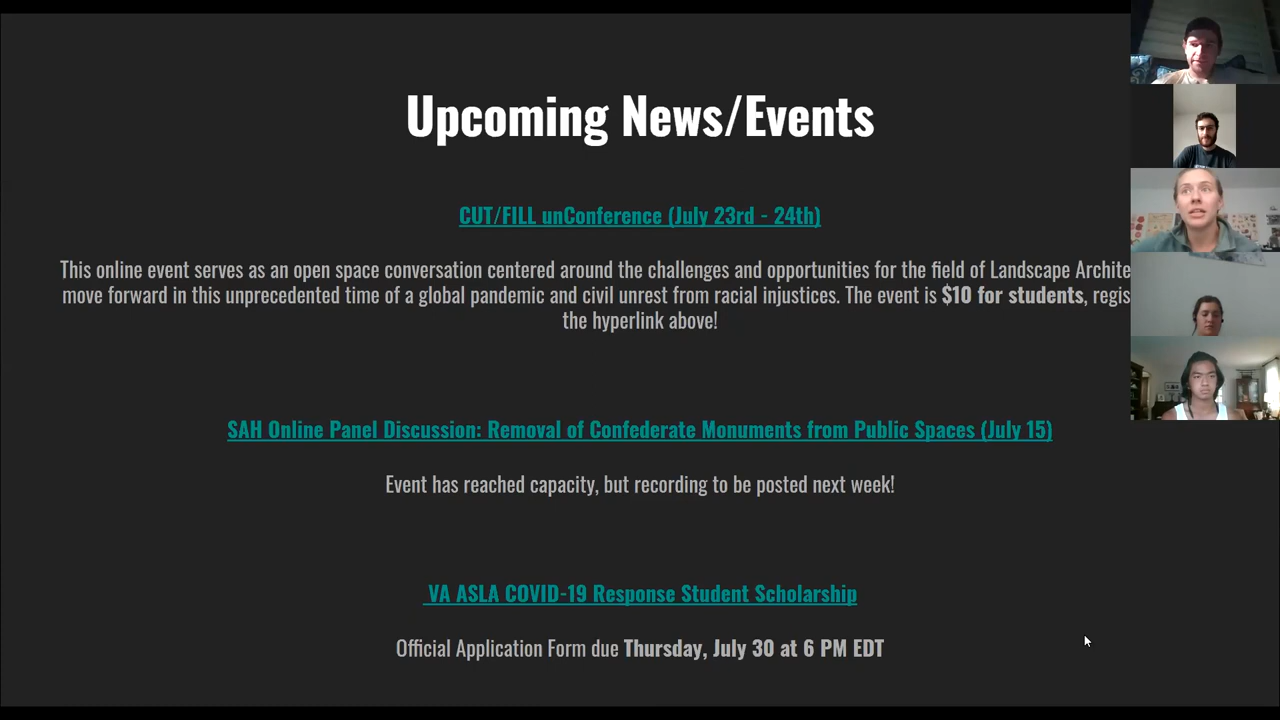 Upcoming News/Events
CUT/FILL unConference (July 23rd - 24th)
This online event serves as an open space conversation centered around the challenges and opportunities for the field of Landscape
move forward in this unprecedented time of a global pandemic and civil unrest from racial injustices. The event is $10 for students,
the hyperlink above!
SAH Online Panel Discussion: Removal of Confederate Monuments from Public Spaces (July 15)
Event has reached capacity, but recording to be posted next week!
VA ASLA COVID-19 Response Student Scholarship
Official Application Form due Thursday, July 30 at 6 PM EDT